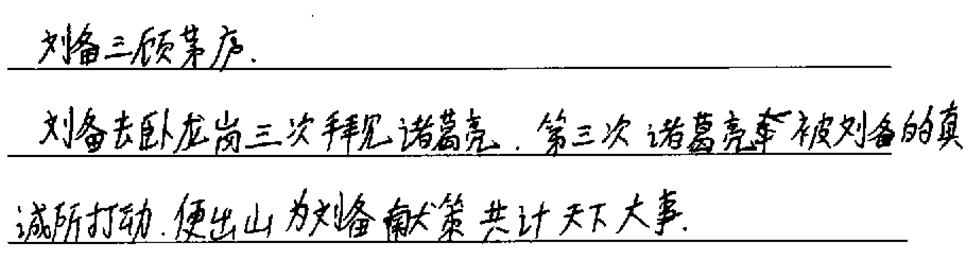 刘备三顾茅庐.
刘备去卧龙岗三次拜见诸葛亮.第三次诸葛亮被刘备的真
诚所打动.便出山为刘备献策共计天下大事.